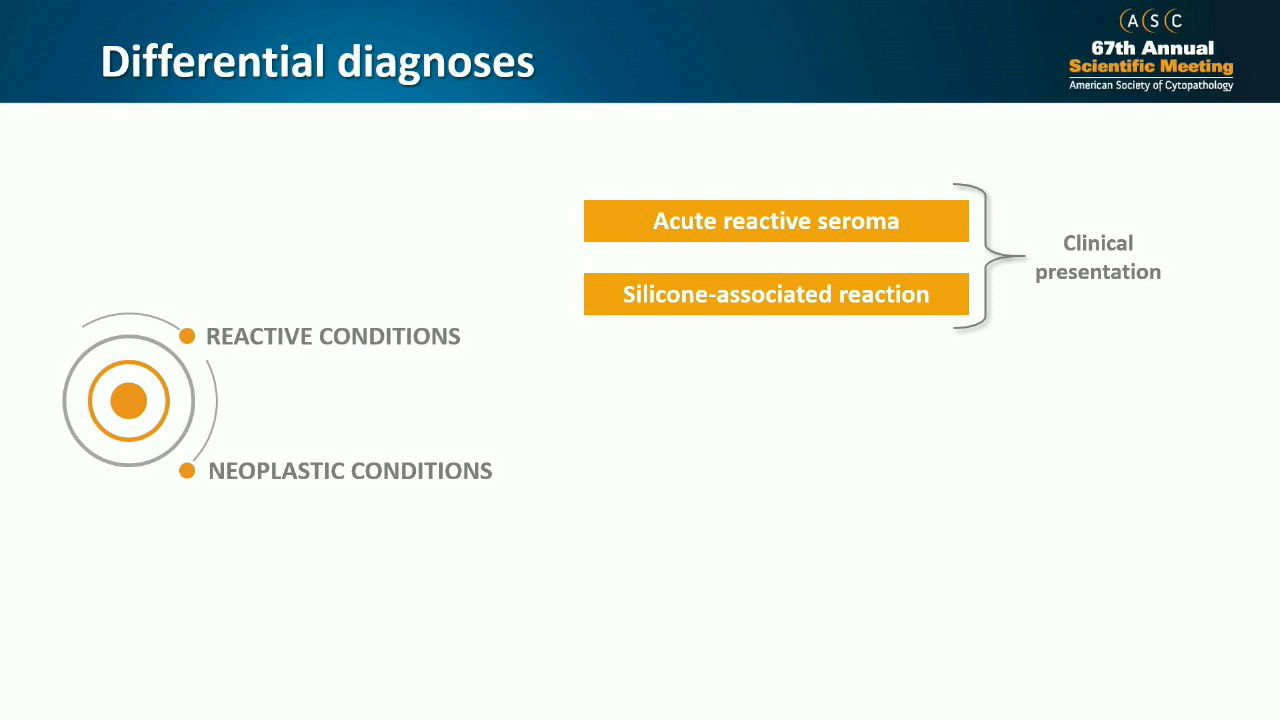 Differential diagnoses
ASC
67th Annual
Scientific Meeting
American Society of Cytopathology
Acute reactive seroma
Silicone-associated reaction
Clinical
presentation
REACTIVE CONDITIONS
NEOPLASTIC CONDITIONS